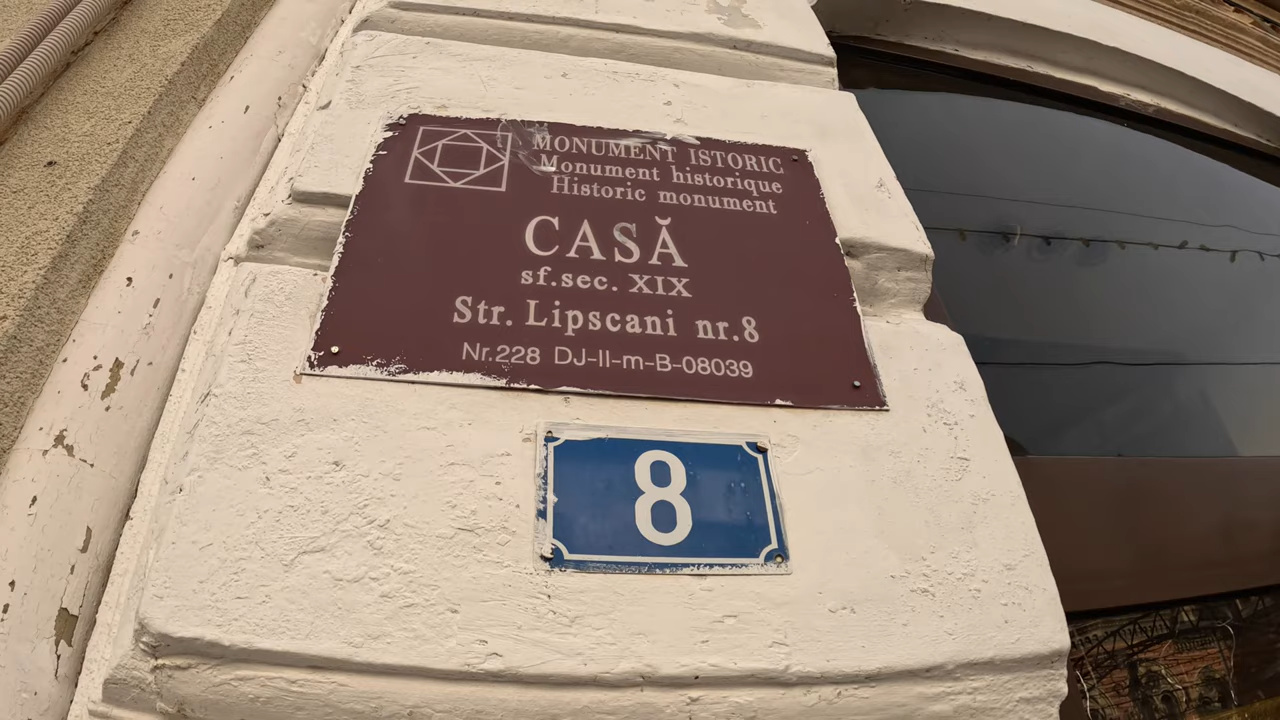 MONUMENT ISTORIC
Monument historique
Historic monument
CASĂ
sf.sec. XIX
Str. Lipscani nr.8
Nr.228 DJ-II-m-B-08039
8